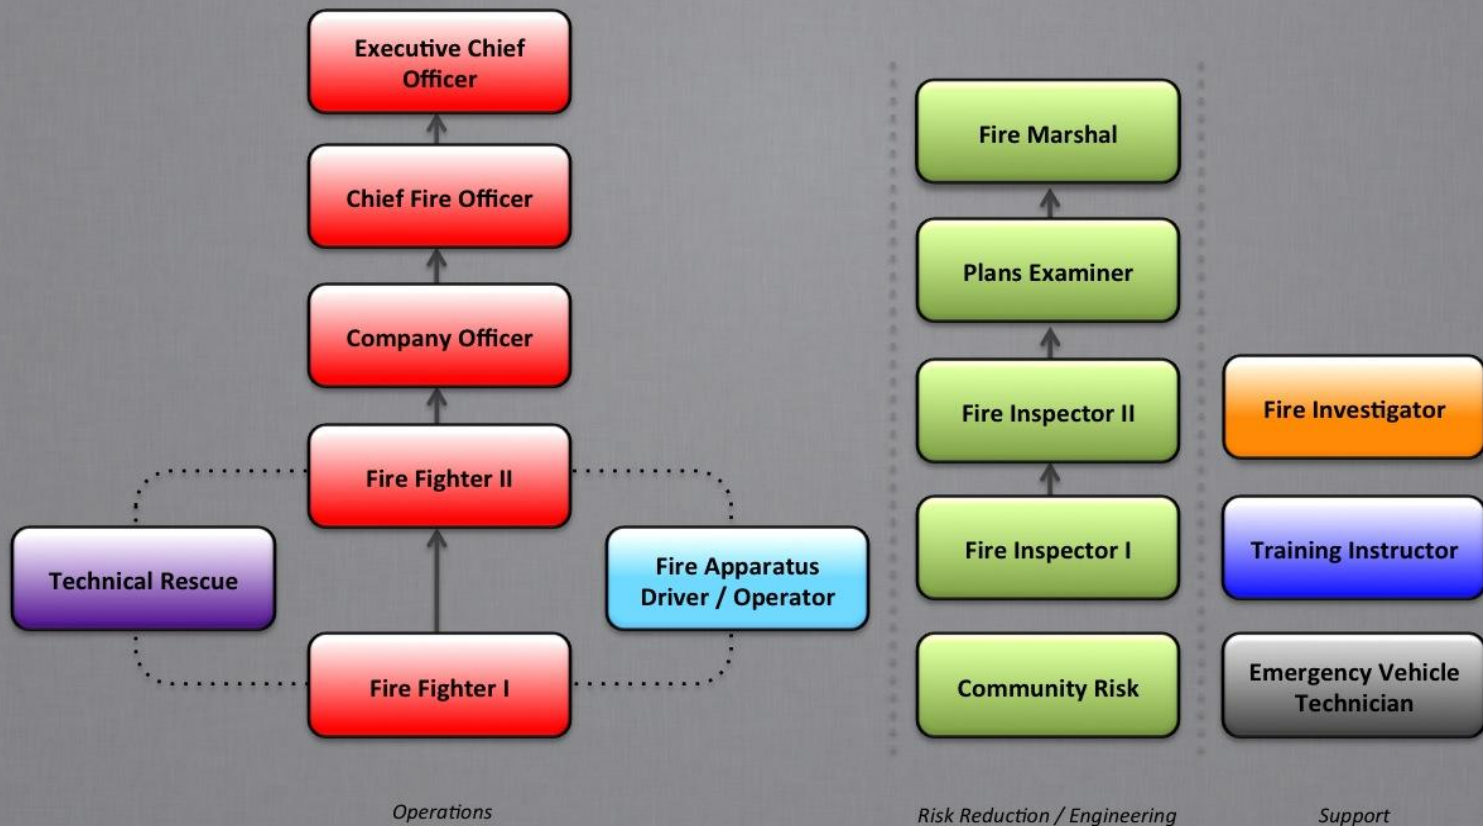 Executive Chief
Officer
Chief Fire Officer
Company Officer
Fire Fighter II
Technical Rescue
Fire Apparatus
Driver / Operator
Fire Fighter I
Operations
Fire Marshal
Plans Examiner
Fire Inspector II
Fire Inspector I
Community Risk
Risk Reduction / Engineering
Fire Investigator
Training Instructor
Emergency Vehicle
Technician
Support